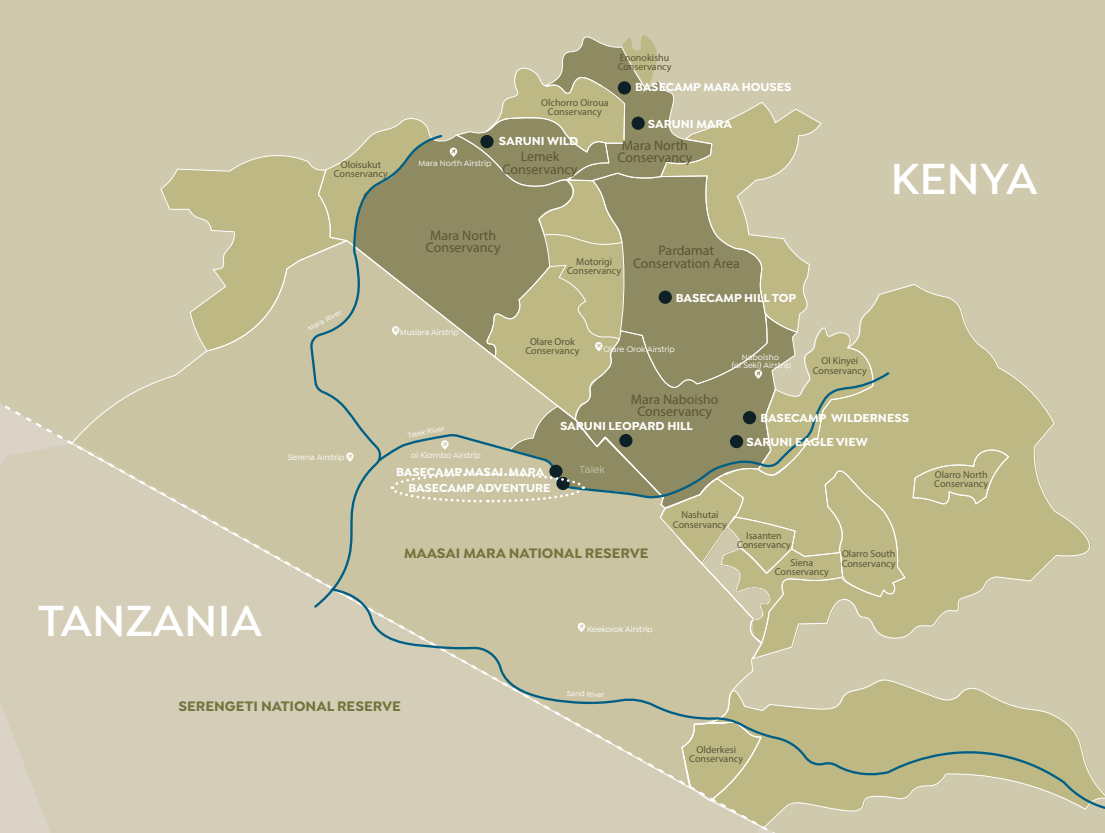 Enonokishu
Conservancy
BASECAMP MARA HOUSES
Olchorro Oiroua
Conservancy
SARUNI MARA
SARUNI WILD
Mara North
Conservancy
Lemek
Conservancy
Mara North Airstrip
Oloisukut
Conservancy
KENYA
Mara North
Conservancy
Pardamat
Conservation Area
Motorigi
Conservancy
BASECAMP HILL TOP
Mara River
Musiara Airstrip
Olare Orok
Conservancy
Olare Orok Airstrip
Naboisho
(ol Seki) Airstrip
Ol Kinyei
Conservancy
Mara Naboisho
Conservancy
BASECAMP WILDERNESS
SARUNI LEOPARD HILL
SARUNI EAGLE VIEW
Talek River
ol Kiombo Airstrip
Serena Airstrip
BASECAMP MASAI MARA
Talek
BASECAMP ADVENTURE
Olarro North
Conservancy
Nashutai
Conservancy
Isaanten
Conservancy
Olarro South
Conservancy
Siena
Conservancy
MAASAI MARA NATIONAL RESERVE
TANZANIA
Keekorok Airstrip
Sand River
SERENGETI NATIONAL RESERVE
Olderkesi
Conservancy